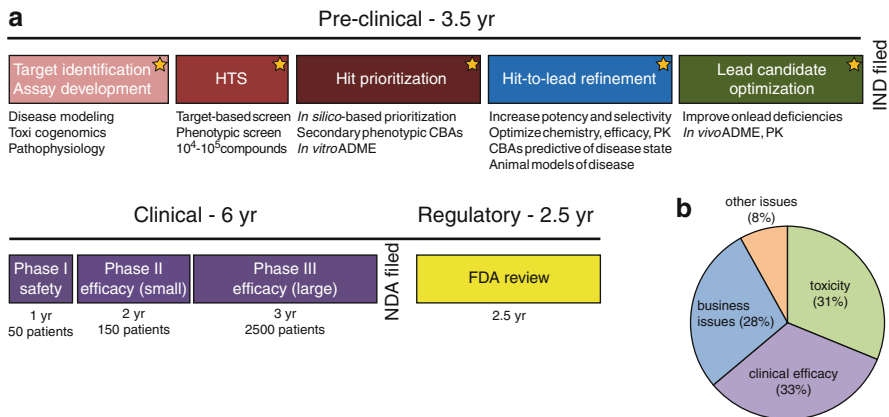 a
Pre-clinical - 3.5 yr
Target identification
Assay development
HTS
Hit prioritization
Hit-to-lead refinement
Lead candidate
optimization
IND filed
Disease modeling
Toxi cogenomics
Pathophysiology
Target-based screen
Phenotypic screen
10⁴-10⁵compounds
In silico-based prioritization
Secondary phenotypic CBAs
In vitro ADME
Increase potency and selectivity
Optimize chemistry, efficacy, PK
CBAs predictive of disease state
Animal models of disease
Improve onlead deficiencies
In vivo ADME, PK
Clinical - 6 yr
Regulatory - 2.5 yr
Phase I
safety
Phase II
efficacy (small)
Phase III
efficacy (large)
NDA filed
FDA review
1 yr
50 patients
2 yr
150 patients
3 yr
2500 patients
2.5 yr
b
other issues
(8%)
toxicity
(31%)
business
issues (28%)
clinical efficacy
(33%)